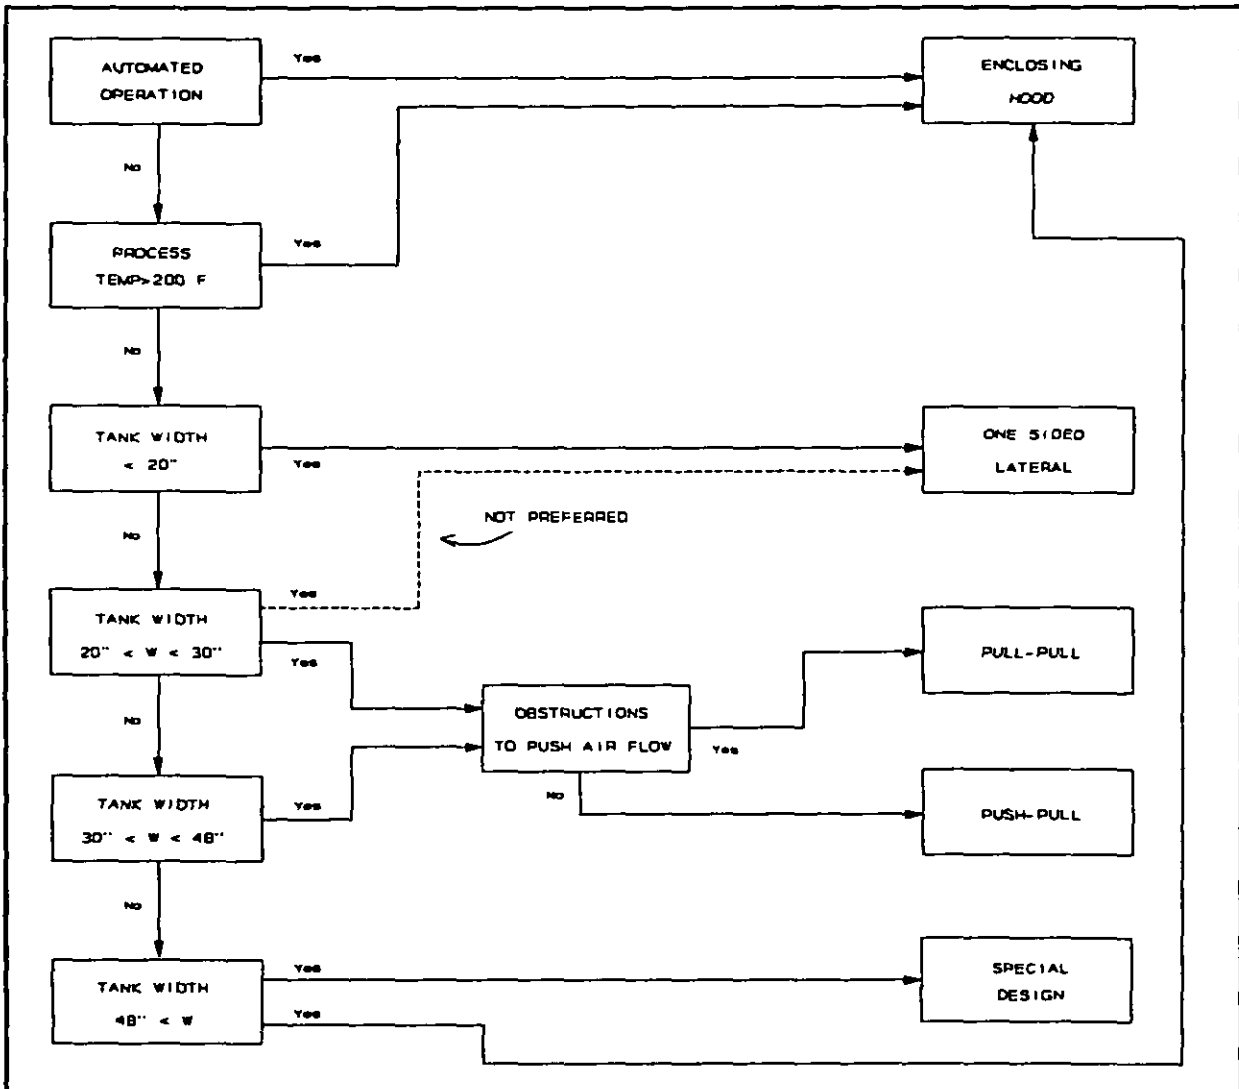 AUTOMATED
OPERATION
Yes
ENCLOSING
HOOD
No
PROCESS
TEMP>200 F
Yes
No
TANK WIDTH
< 20"
Yes
ONE SIDED
LATERAL
NOT PREFERRED
No
TANK WIDTH
20" < W < 30"
Yes
Yes
PULL-PULL
OBSTRUCTIONS
TO PUSH AIR FLOW
Yes
No
No
TANK WIDTH
30" < W < 48"
Yes
PUSH-PULL
No
TANK WIDTH
48" < W
Yes
Yes
SPECIAL
DESIGN